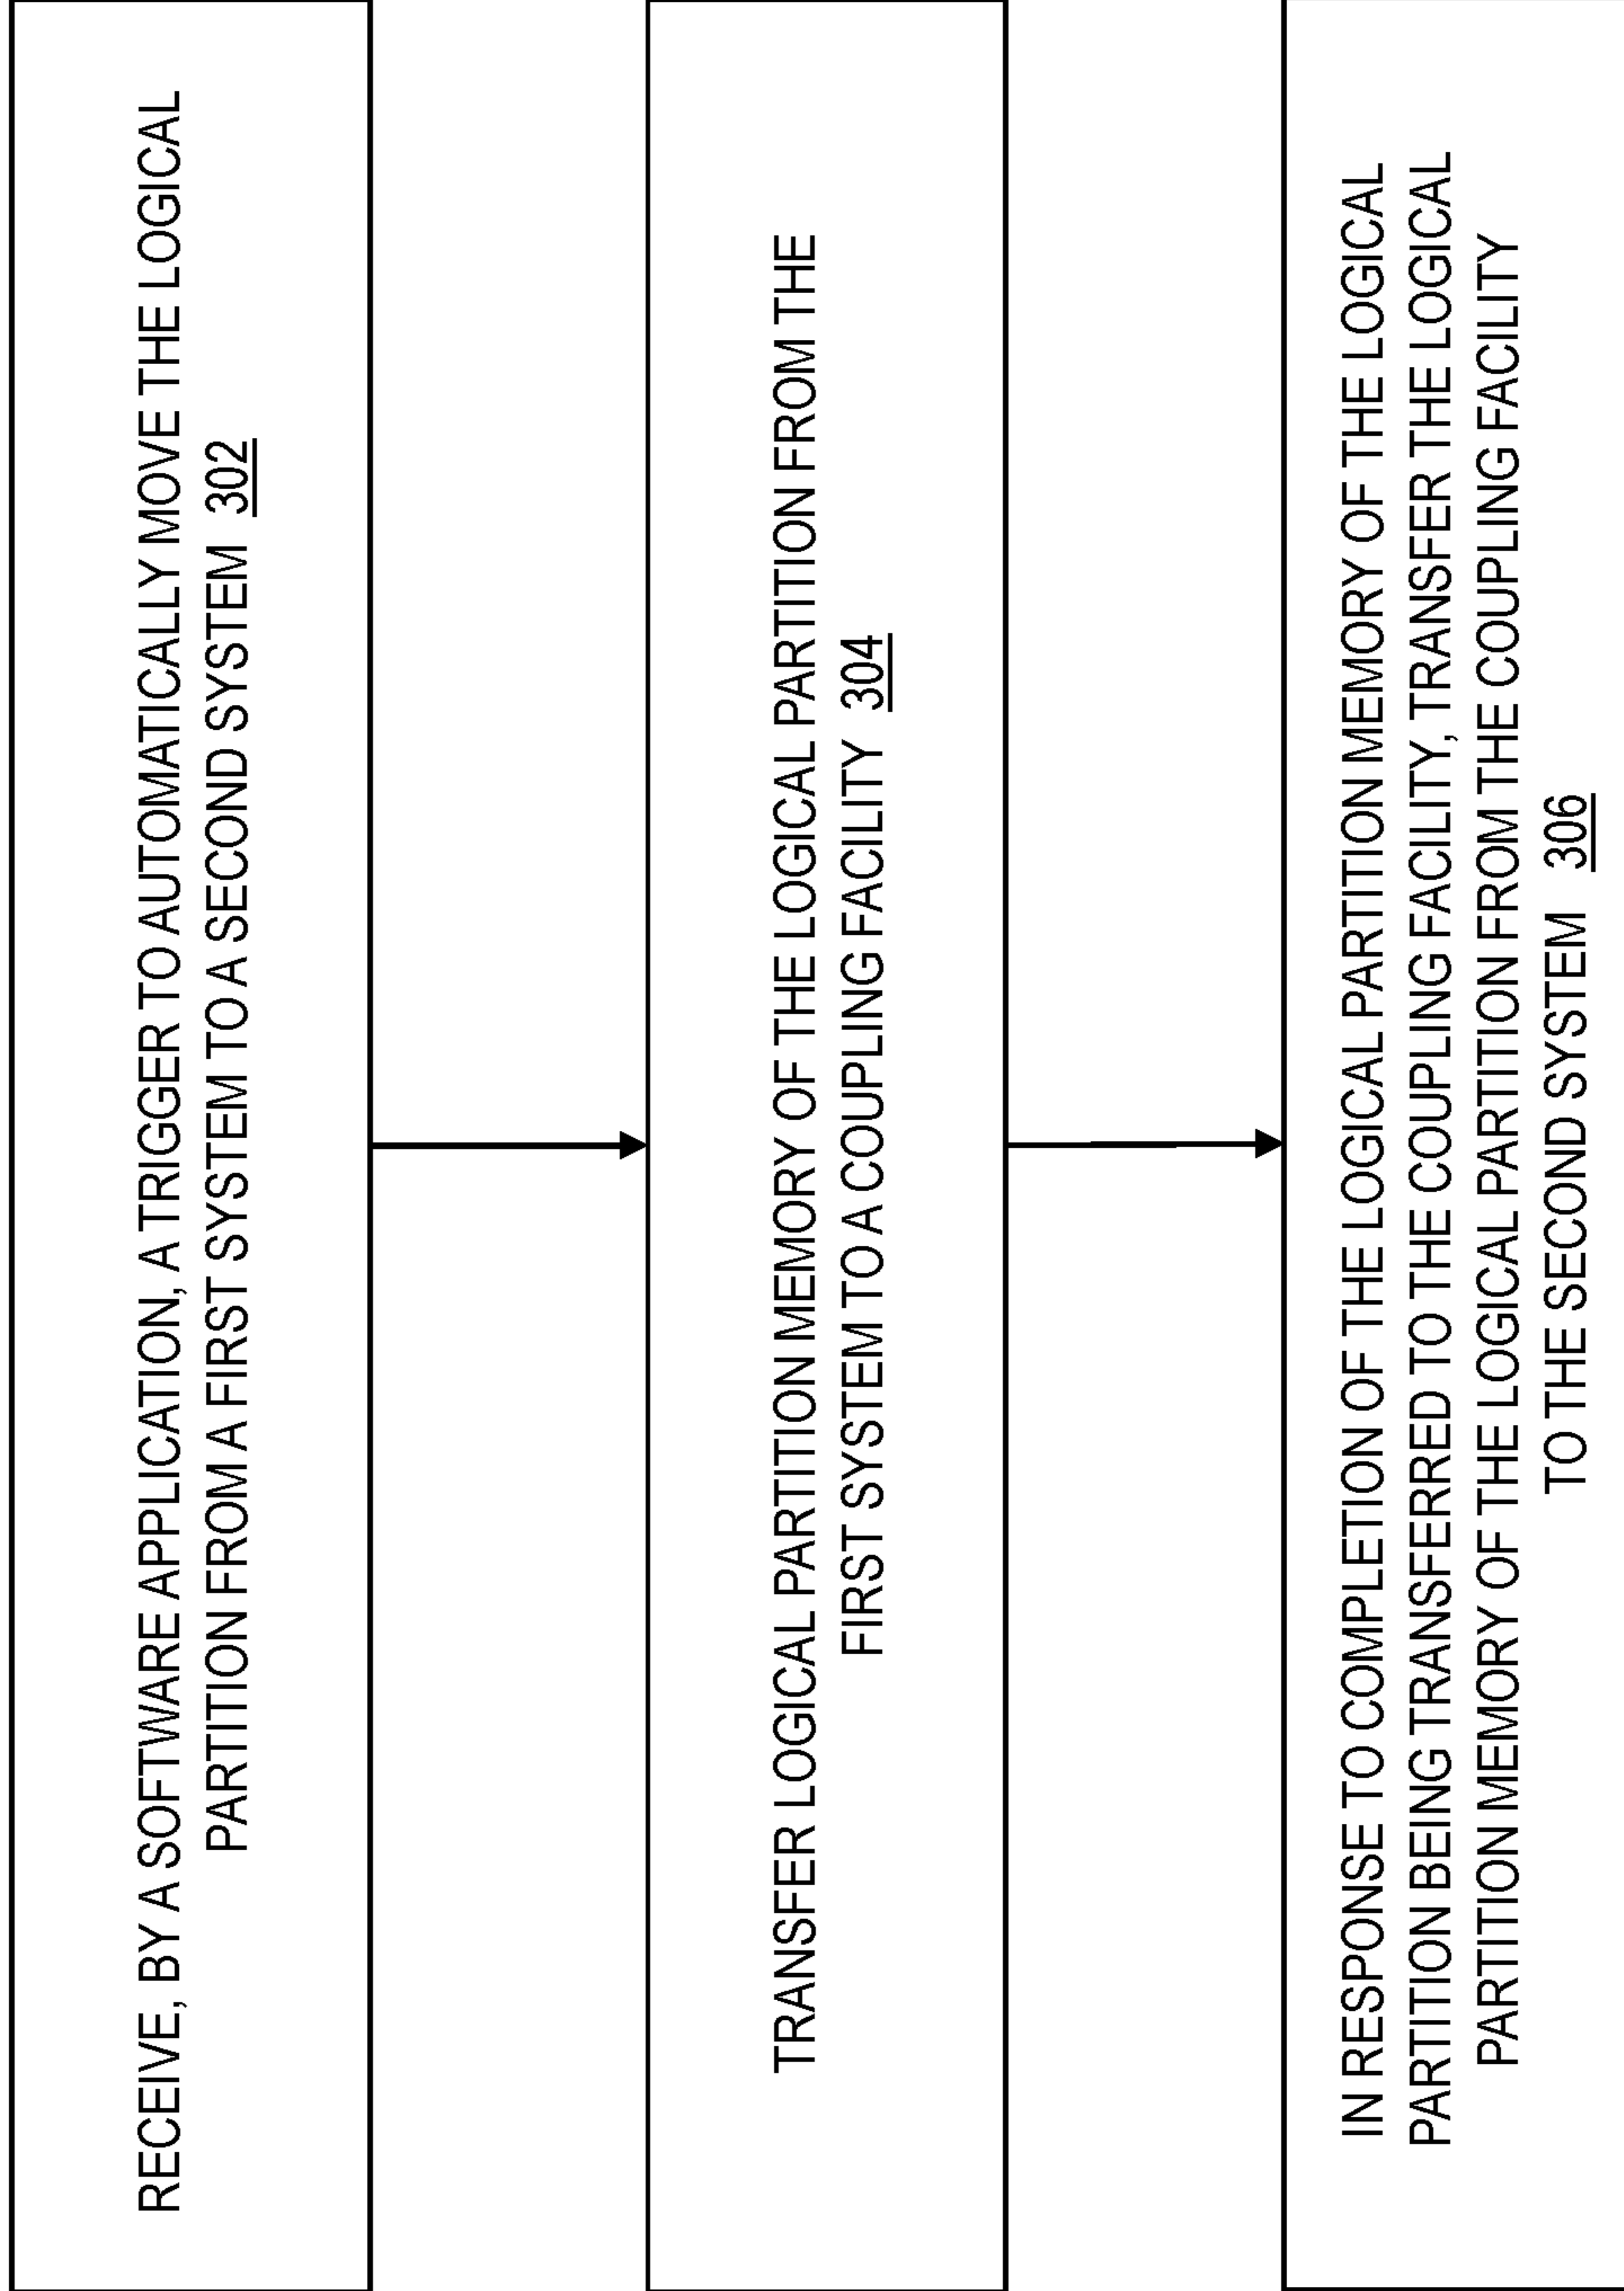 RECEIVE, BY A SOFTWARE APPLICATION, A TRIGGER TO AUTOMATICALLY MOVE THE LOGICAL
PARTITION FROM A FIRST SYSTEM TO A SECOND SYSTEM 302
TRANSFER LOGICAL PARTITION MEMORY OF THE LOGICAL PARTITION FROM THE
FIRST SYSTEM TO A COUPLING FACILITY 304
IN RESPONSE TO COMPLETION OF THE LOGICAL PARTITION MEMORY OF THE LOGICAL
PARTITION BEING TRANSFERRED TO THE COUPLING FACILITY, TRANSFER THE LOGICAL
PARTITION MEMORY OF THE LOGICAL PARTITION FROM THE COUPLING FACILITY
TO THE SECOND SYSTEM 306